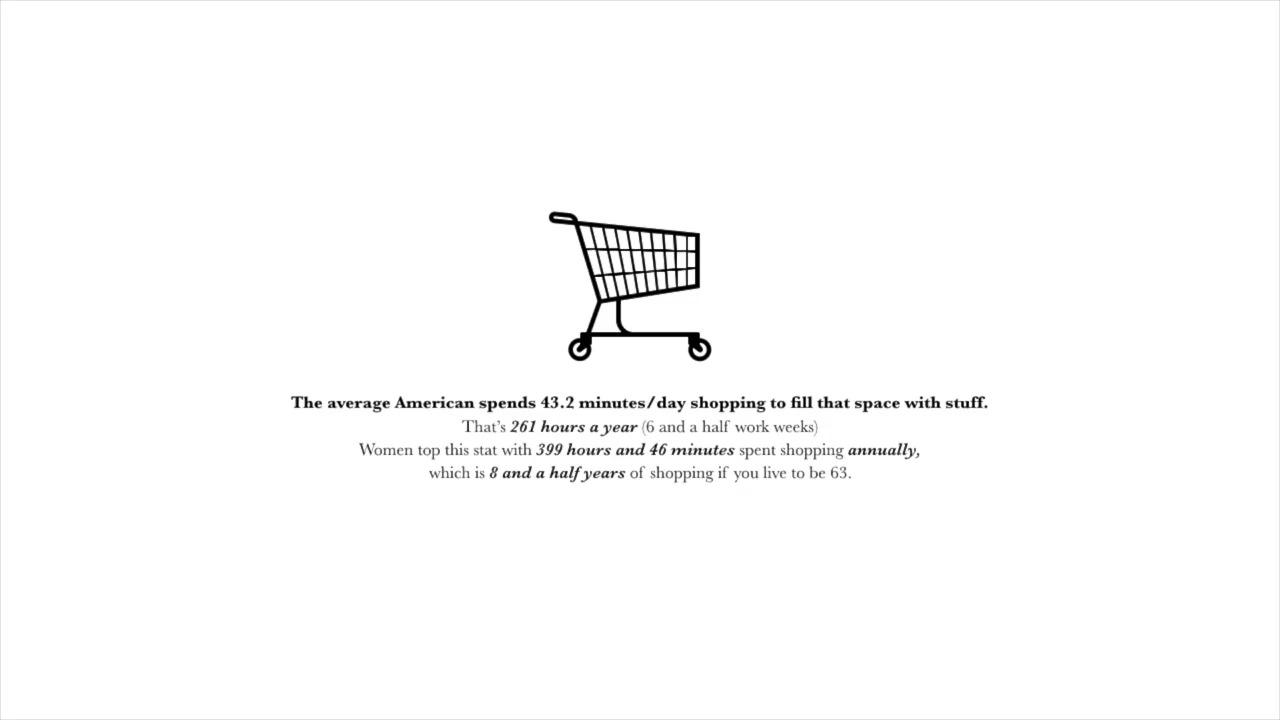 The average American spends 43.2 minutes/day shopping to fill that space with stuff.
That's 261 hours a year (6 and a half work weeks)
Women top this stat with 399 hours and 46 minutes spent shopping annually,
which is 8 and a half years of shopping if you live to be 63.